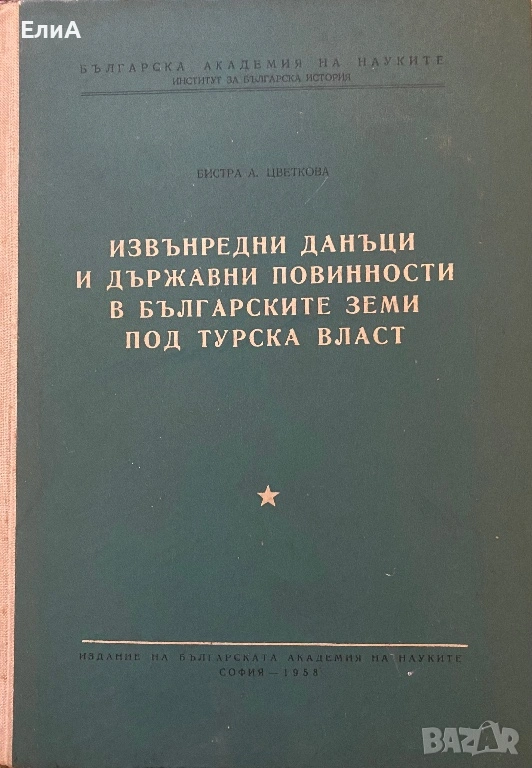 ЕлиА
БЪЛГАРСКА АКАДЕМИЯ НА НАУКИТЕ
ИНСТИТУТ ЗА БЪЛГАРСКА ИСТОРИЯ
БИСТРА А. ЦВЕТКОВА
ИЗВЪНРЕДНИ ДАНЪЦИ
И ДЪРЖАВНИ ПОВИННОСТИ
В БЪЛГАРСКИТЕ ЗЕМИ
ПОД ТУРСКА ВЛАСТ
ИЗДАНИЕ НА БЪЛГАРСКАТА АКАДЕМИЯ НА НАУКИТЕ
СОФИЯ — 1958
BAZAR